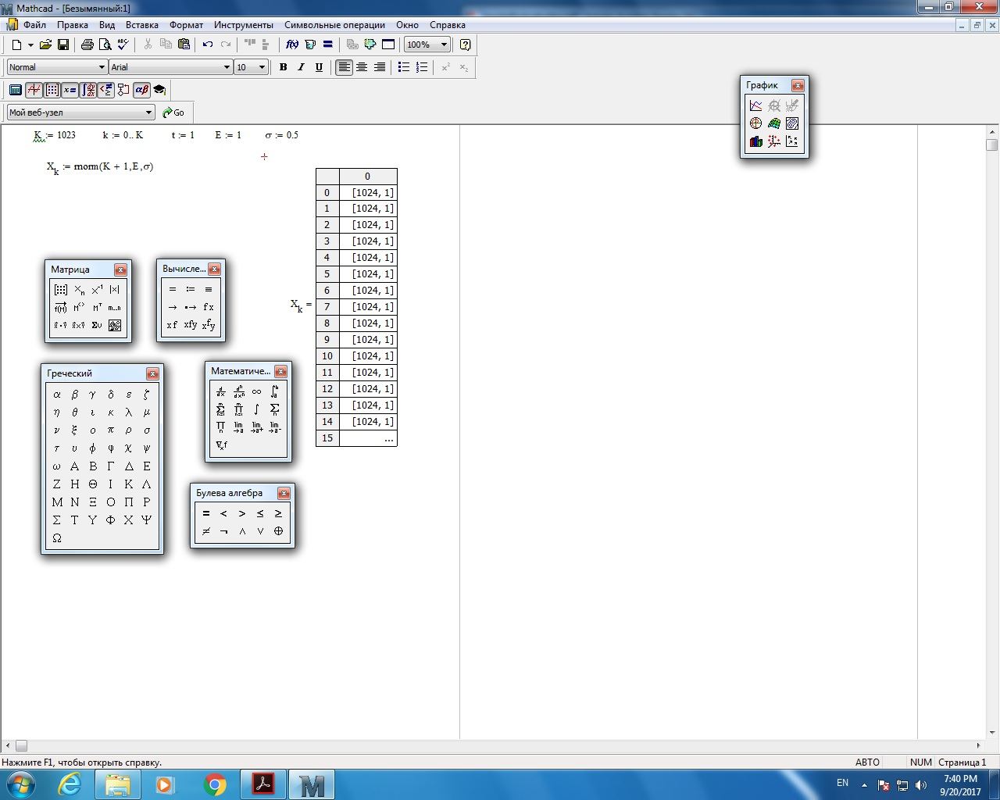 Mathcad - [Безымянный:1]
Файл Правка Вид Вставка Формат Инструменты Символьные операции Окно Справка
100%
Normal Arial 10 B I U
Мой веб-узел Go
График
K := 1023 k := 0.. K t := 1 E := 1 σ := 0.5
X k := rnorm(K + 1, E, σ)
0
0 [1024, 1]
1 [1024, 1]
2 [1024, 1]
3 [1024, 1]
4 [1024, 1]
5 [1024, 1]
6 [1024, 1]
7 [1024, 1]
8 [1024, 1]
9 [1024, 1]
10 [1024, 1]
11 [1024, 1]
12 [1024, 1]
13 [1024, 1]
14 [1024, 1]
15 ...
X k =
Матрица
Вычисле...
= := ≡
→ ▪→ fx
xf xfy xfy
Греческий
α β γ δ ε ζ
η θ ι κ λ μ
ν ξ ο π ρ σ
τ υ ϕ φ χ ψ
ω Α Β Γ Δ Ε
Ζ Η Θ Ι Κ Λ
Μ Ν Ξ Ο Π Ρ
Σ Τ Υ Φ Χ Ψ
Ω
Математиче...
Булева алгебра
= < > ≤ ≥
≠ ¬ ∧ ∨ ⊕
Нажмите F1, чтобы открыть справку.
АВТО NUM Страница 1
EN
7:40 PM
9/20/2017